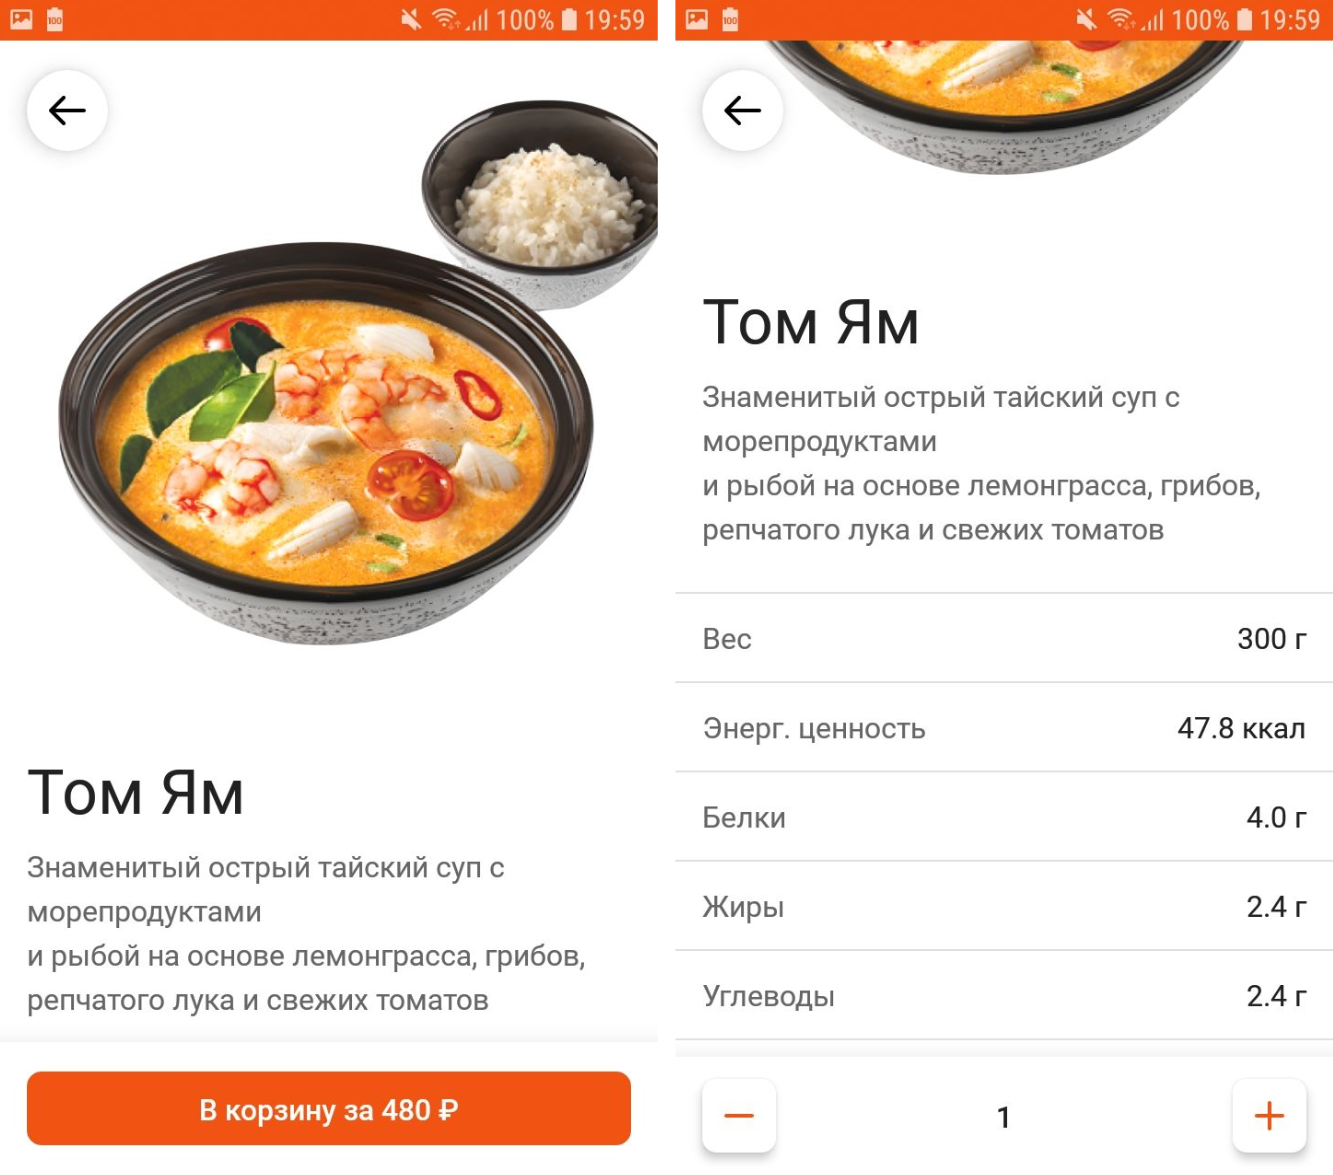 100
100% 19:59
Том Ям
Знаменитый острый тайский суп с
морепродуктами
и рыбой на основе лемонграсса, грибов,
репчатого лука и свежих томатов
В корзину за 480 ₽
100
100% 19:59
Том Ям
Знаменитый острый тайский суп с
морепродуктами
и рыбой на основе лемонграсса, грибов,
репчатого лука и свежих томатов
Вес 300 г
Энерг. ценность 47.8 ккал
Белки 4.0 г
Жиры 2.4 г
Углеводы 2.4 г
1